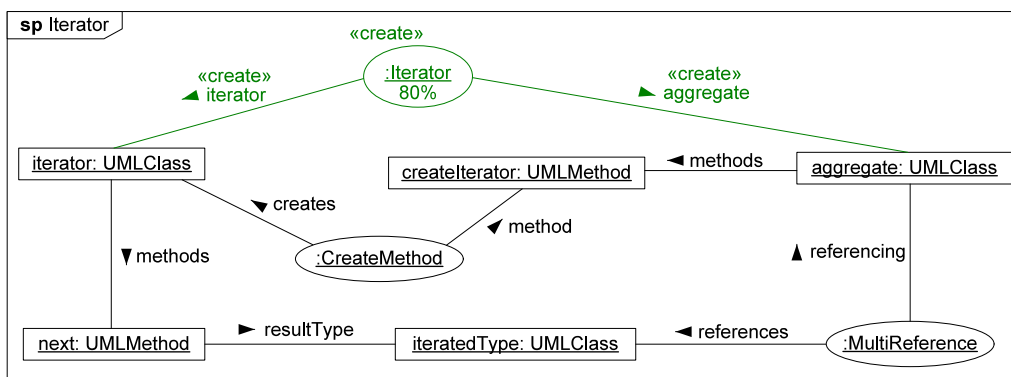 sp Iterator
«create»
:Iterator
80%
«create»
iterator
«create»
aggregate
iterator: UMLClass
createIterator: UMLMethod
methods
aggregate: UMLClass
creates
method
:CreateMethod
methods
referencing
next: UMLMethod
resultType
iteratedType: UMLClass
references
:MultiReference